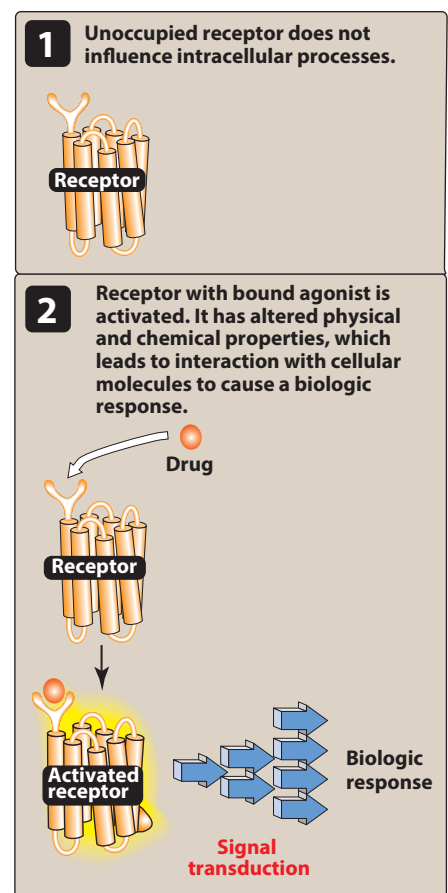 1
Unoccupied receptor does not
influence intracellular processes.
Receptor
2
Receptor with bound agonist is
activated. It has altered physical
and chemical properties, which
leads to interaction with cellular
molecules to cause a biologic
response.
Drug
Receptor
Activated
receptor
Biologic
response
Signal
transduction